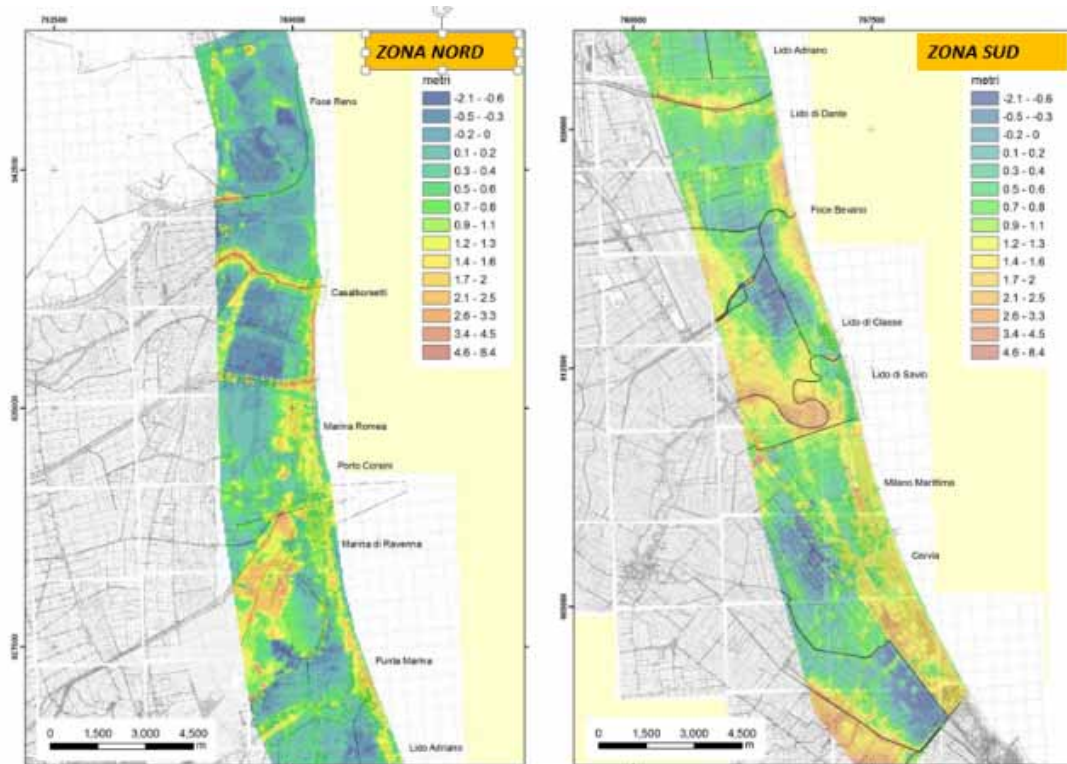 ZONA NORD
metri
-2.1 - -0.6
-0.5 - -0.3
-0.2 - 0
0.1 - 0.2
0.3 - 0.4
0.5 - 0.6
0.7 - 0.8
0.9 - 1.1
1.2 - 1.3
1.4 - 1.6
1.7 - 2
2.1 - 2.5
2.6 - 3.3
3.4 - 4.5
4.6 - 8.4
Foce Reno
Casalborsetti
Marina Romea
Porto Corsini
Marina di Ravenna
Punta Marina
Lido Adriano
0 1,500 3,000 4,500
m
ZONA SUD
metri
-2.1 - -0.6
-0.5 - -0.3
-0.2 - 0
0.1 - 0.2
0.3 - 0.4
0.5 - 0.6
0.7 - 0.8
0.9 - 1.1
1.2 - 1.3
1.4 - 1.6
1.7 - 2
2.1 - 2.5
2.6 - 3.3
3.4 - 4.5
4.6 - 8.4
Lido Adriano
Lido di Dante
Foce Bevano
Lido di Classe
Lido di Savio
Milano Marittima
Cervia
0 1,500 3,000 4,500
m